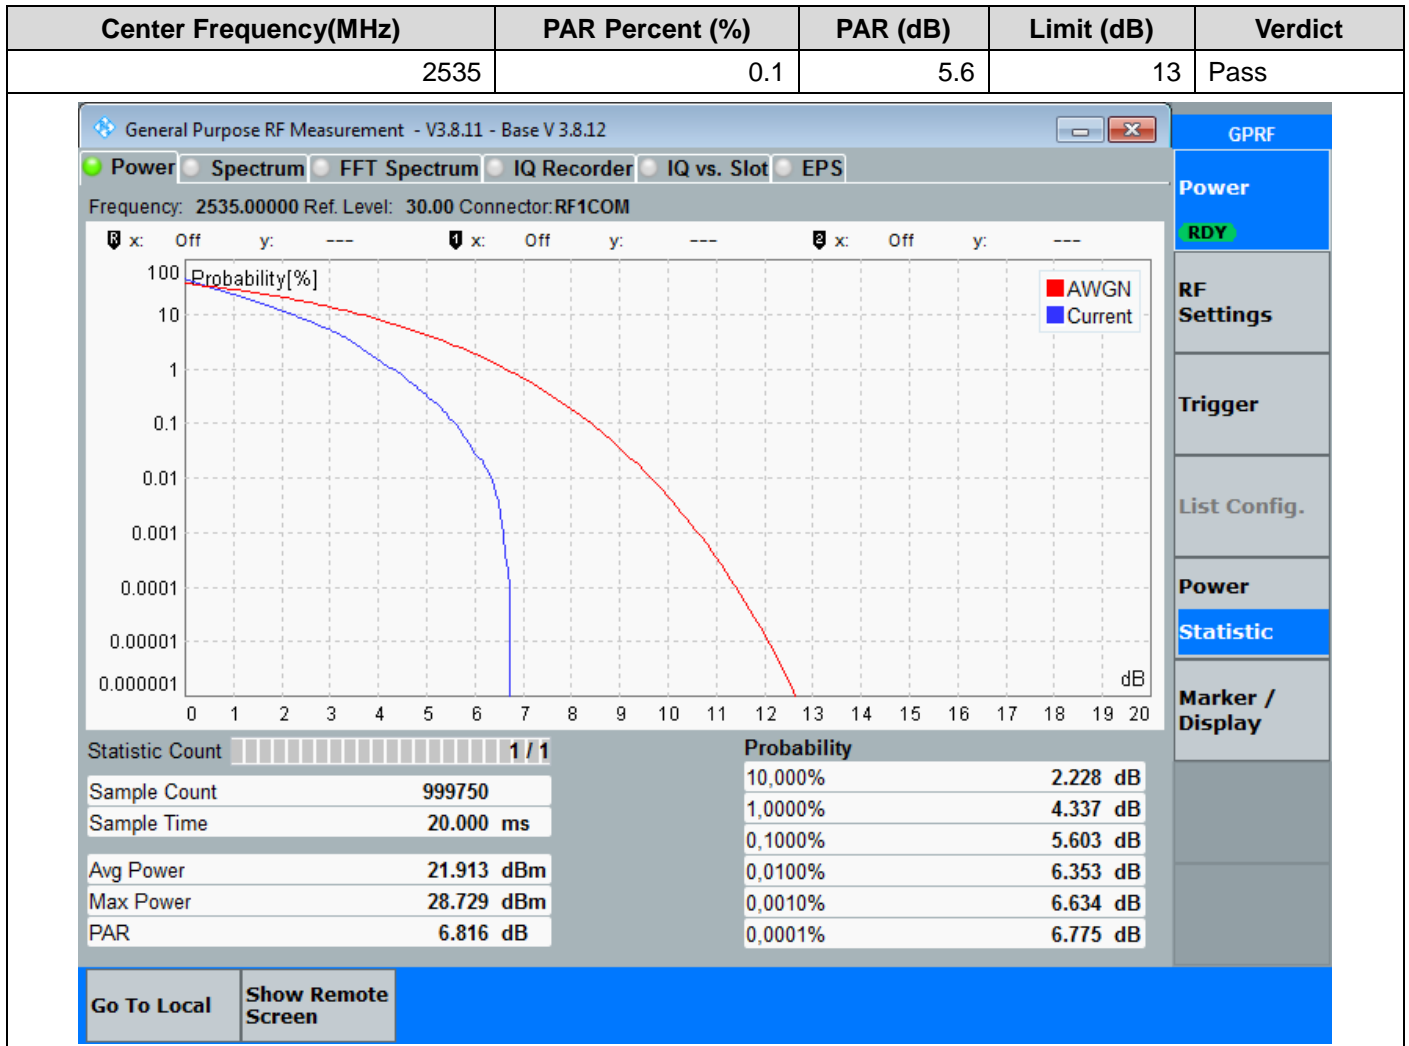 Center Frequency(MHz) PAR Percent (%) PAR (dB) Limit (dB) Verdict
2535 0.1 5.6 13 Pass
General Purpose RF Measurement - V3.8.11 - Base V 3.8.12
GPRF
Power Spectrum FFT Spectrum IQ Recorder IQ vs. Slot EPS
Frequency: 2535.00000 Ref. Level: 30.00 Connector: RF1COM
R x: Off y: --- 1 x: Off y: --- 2 x: Off y: ---
Probability[%]
AWGN
Current
100
10
1
0.1
0.01
0.001
0.0001
0.00001
0.000001
dB
0 1 2 3 4 5 6 7 8 9 10 11 12 13 14 15 16 17 18 19 20
Statistic Count 1 / 1
Sample Count 999750
Sample Time 20.000 ms
Avg Power 21.913 dBm
Max Power 28.729 dBm
PAR 6.816 dB
Probability
10,000% 2.228 dB
1,0000% 4.337 dB
0,1000% 5.603 dB
0,0100% 6.353 dB
0,0010% 6.634 dB
0,0001% 6.775 dB
Power
RDY
RF
Settings
Trigger
List Config.
Power
Statistic
Marker /
Display
Go To Local
Show Remote
Screen